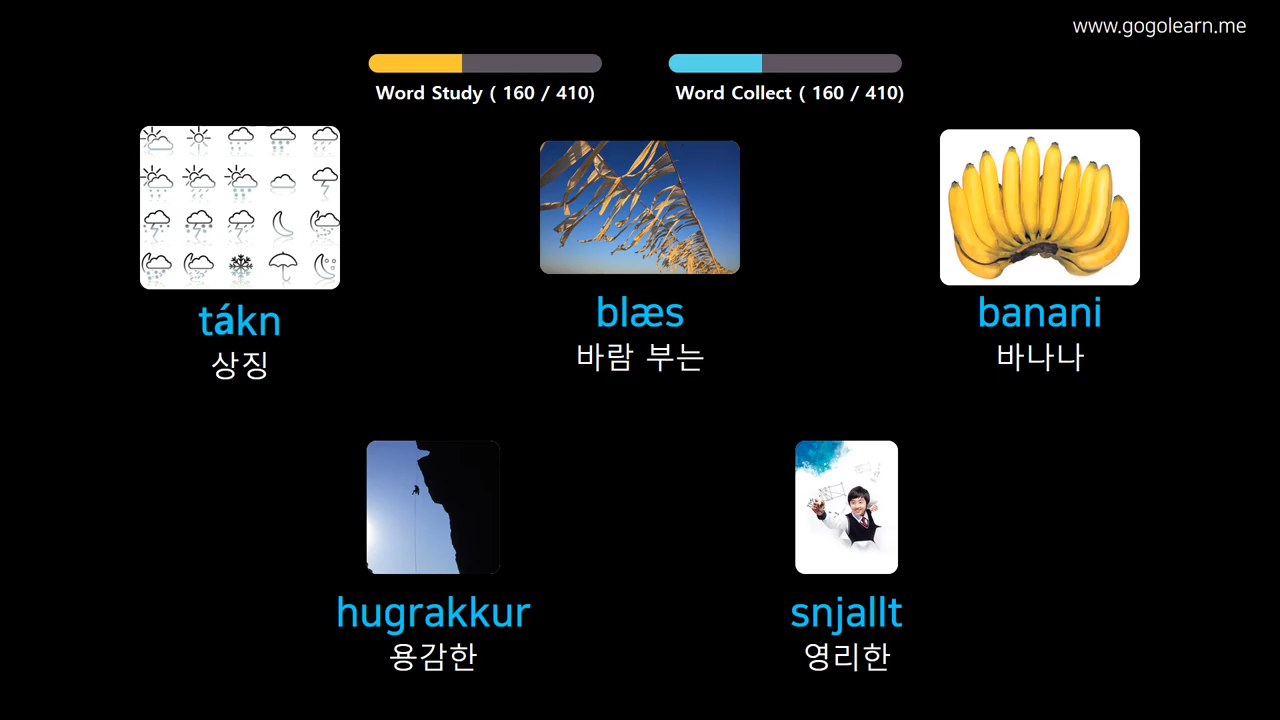 www.gogolearn.me
Word Study ( 160 / 410)
Word Collect ( 160 / 410)
tákn
상징
blæs
바람 부는
banani
바나나
hugrakkur
용감한
snjallt
영리한